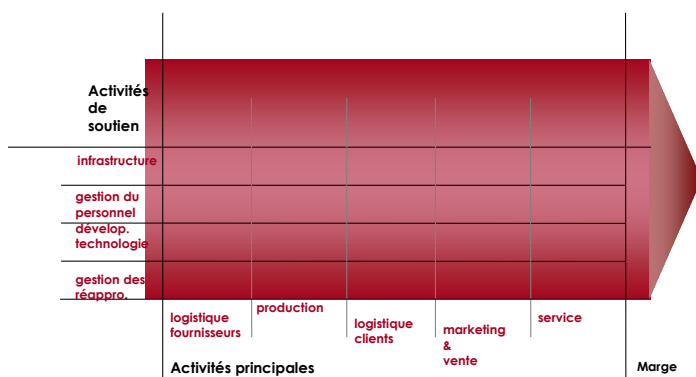 Activités
de
soutien
infrastructure
gestion du
personnel
dévelop.
technologie
gestion des
réappro.
logistique
fournisseurs
production
logistique
clients
marketing
&
vente
service
Activités principales
Marge